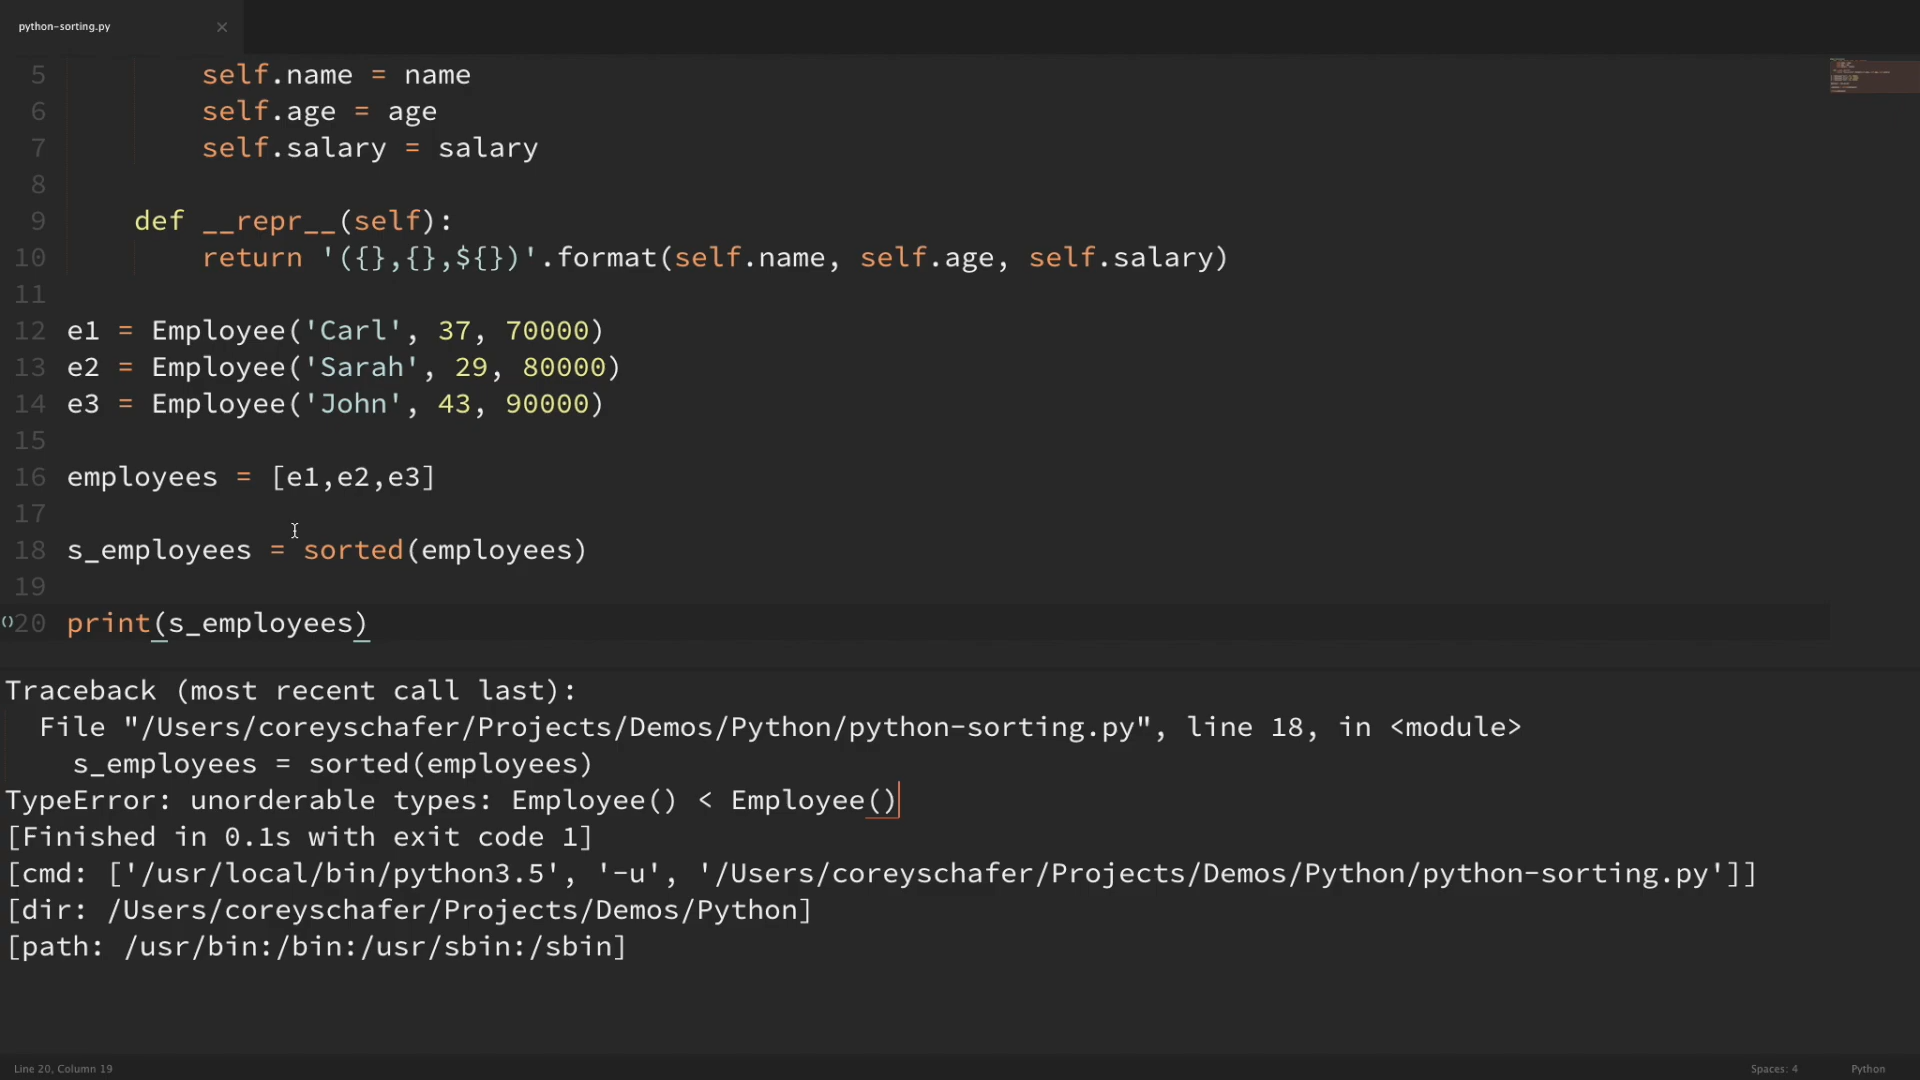 python-sorting.py
5 self.name = name
6 self.age = age
7 self.salary = salary
8
9 def __repr__(self):
10 return '({},{},${})'.format(self.name, self.age, self.salary)
11
12 e1 = Employee('Carl', 37, 70000)
13 e2 = Employee('Sarah', 29, 80000)
14 e3 = Employee('John', 43, 90000)
15
16 employees = [e1,e2,e3]
17
18 s_employees = sorted(employees)
19
20 print(s_employees)
Traceback (most recent call last):
File "/Users/coreyschafer/Projects/Demos/Python/python-sorting.py", line 18, in <module>
s_employees = sorted(employees)
TypeError: unorderable types: Employee() < Employee()
[Finished in 0.1s with exit code 1]
[cmd: ['/usr/local/bin/python3.5', '-u', '/Users/coreyschafer/Projects/Demos/Python/python-sorting.py']]
[dir: /Users/coreyschafer/Projects/Demos/Python]
[path: /usr/bin:/bin:/usr/sbin:/sbin]
Line 20, Column 19 Spaces: 4 Python